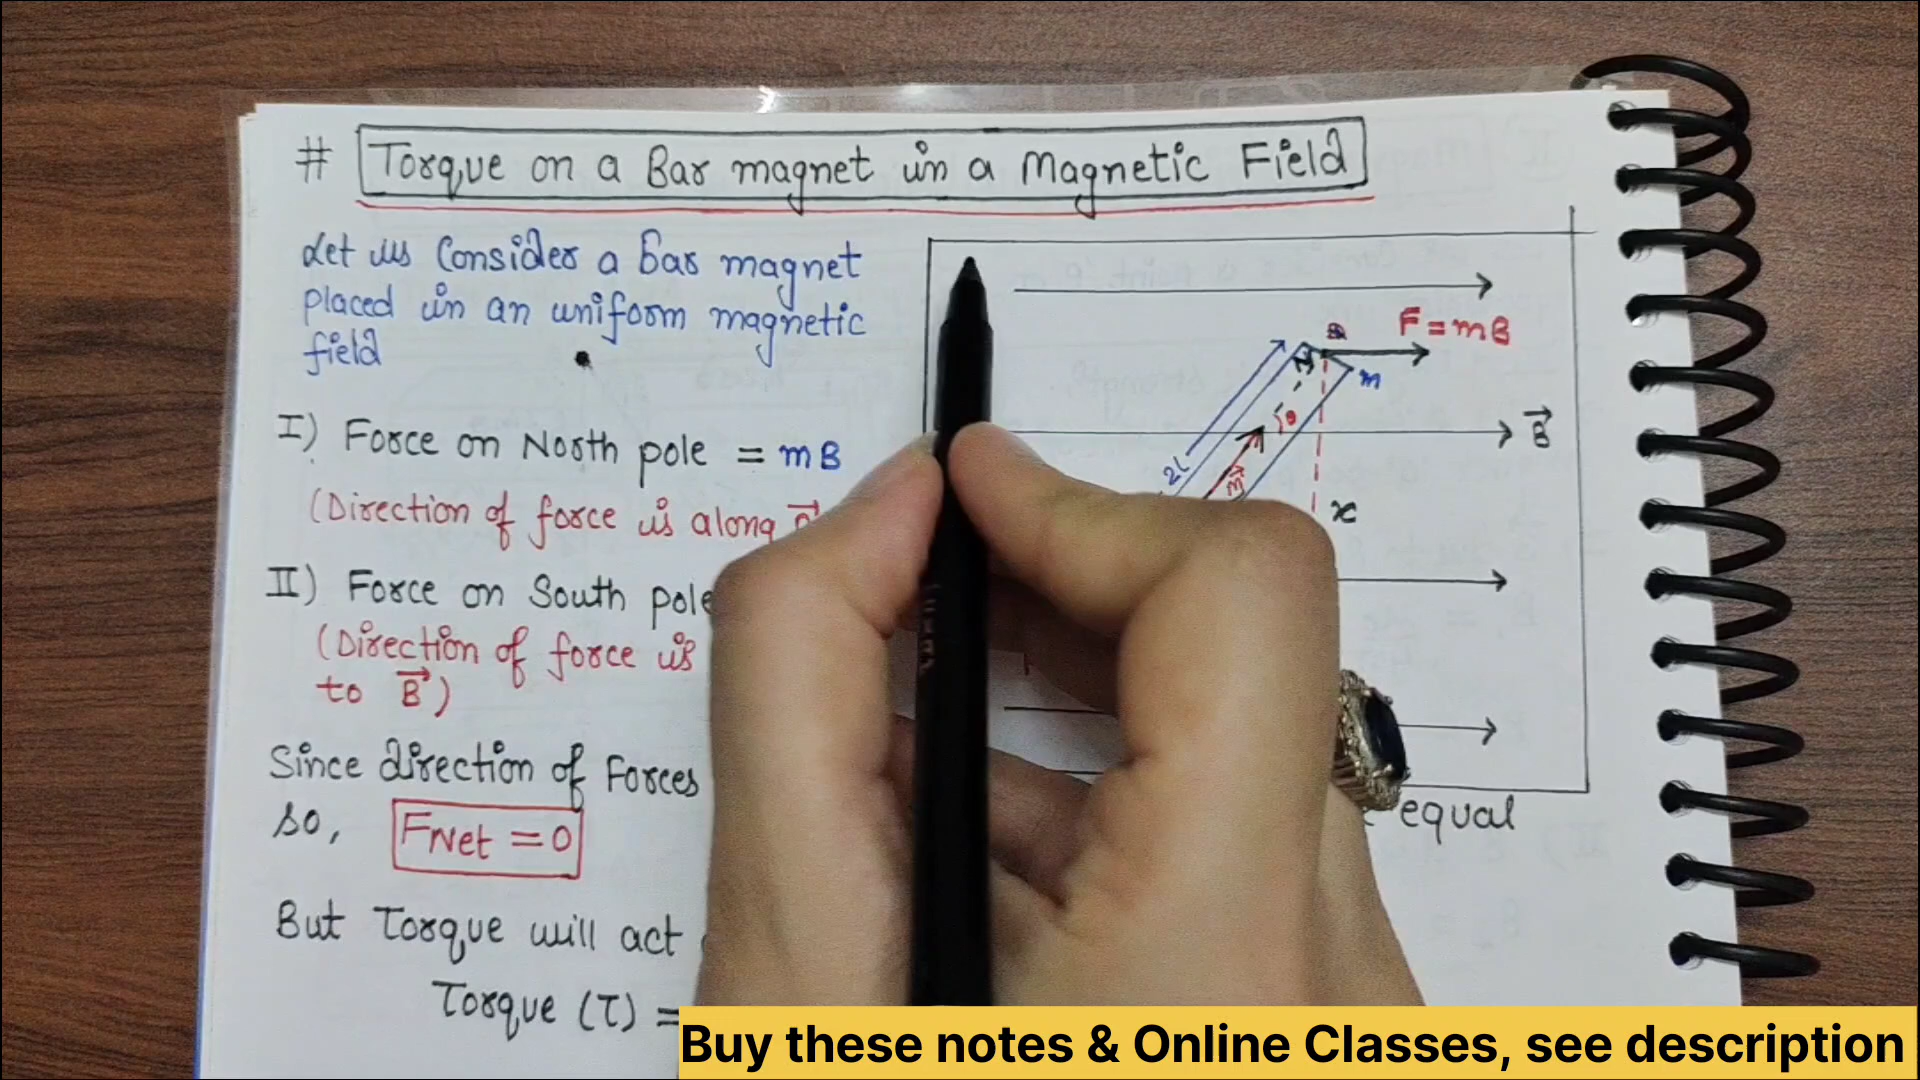 # Torque on a Bar magnet in a Magnetic Field
Let us Consider a bar magnet
placed in an uniform magnetic
field
I) Force on North pole = mB
(Direction of force is along
II) Force on South pole
(Direction of force is
to B⃗)
Since direction of Forces
so, FNet = 0
But Torque will act
Torque (τ) =
F = mB
m
B⃗
θ
2l
m⃗
x
equal
Buy these notes & Online Classes, see description